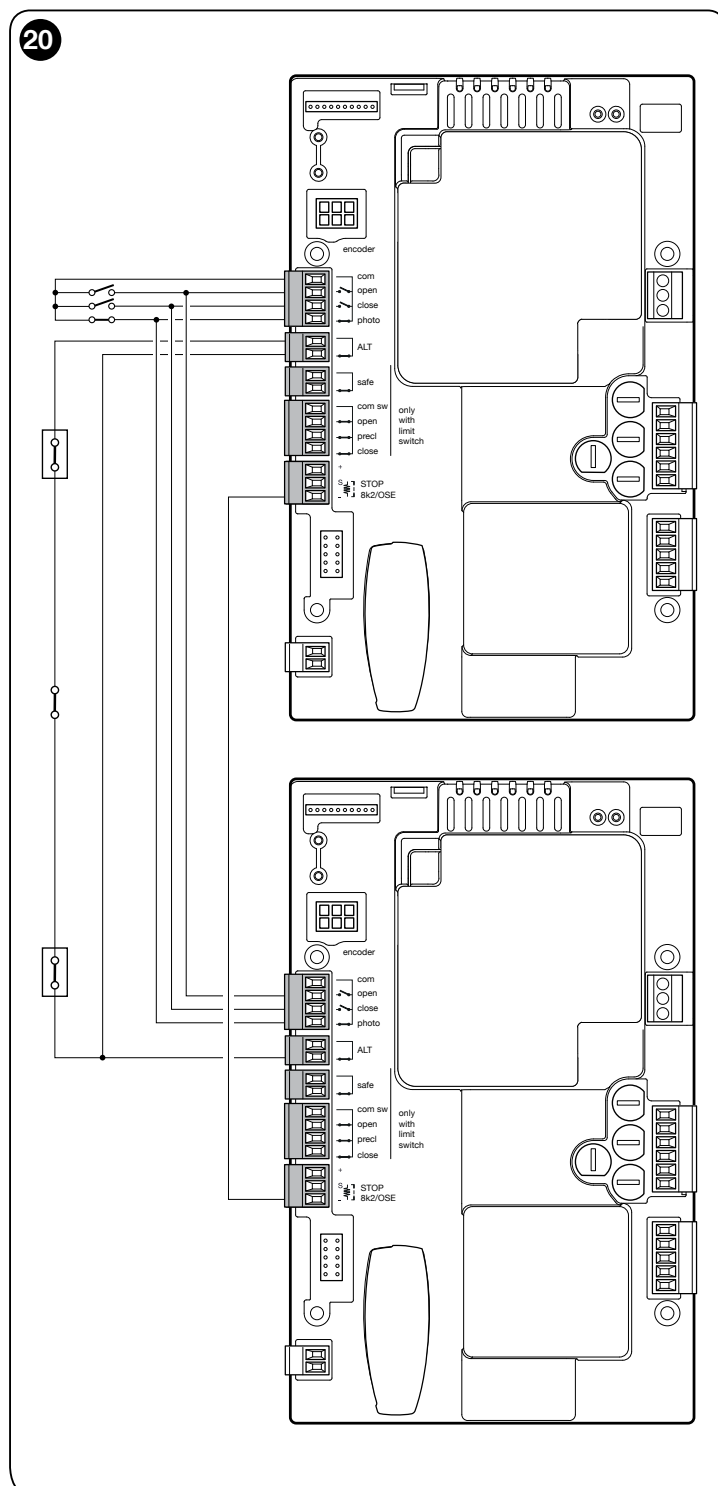 20
encoder
com
open
close
photo
ALT
safe
com sw
open
precl
close
only
with
limit
switch
+
S
-
STOP
8k2/OSE
encoder
com
open
close
photo
ALT
safe
com sw
open
precl
close
only
with
limit
switch
+
S
-
STOP
8k2/OSE